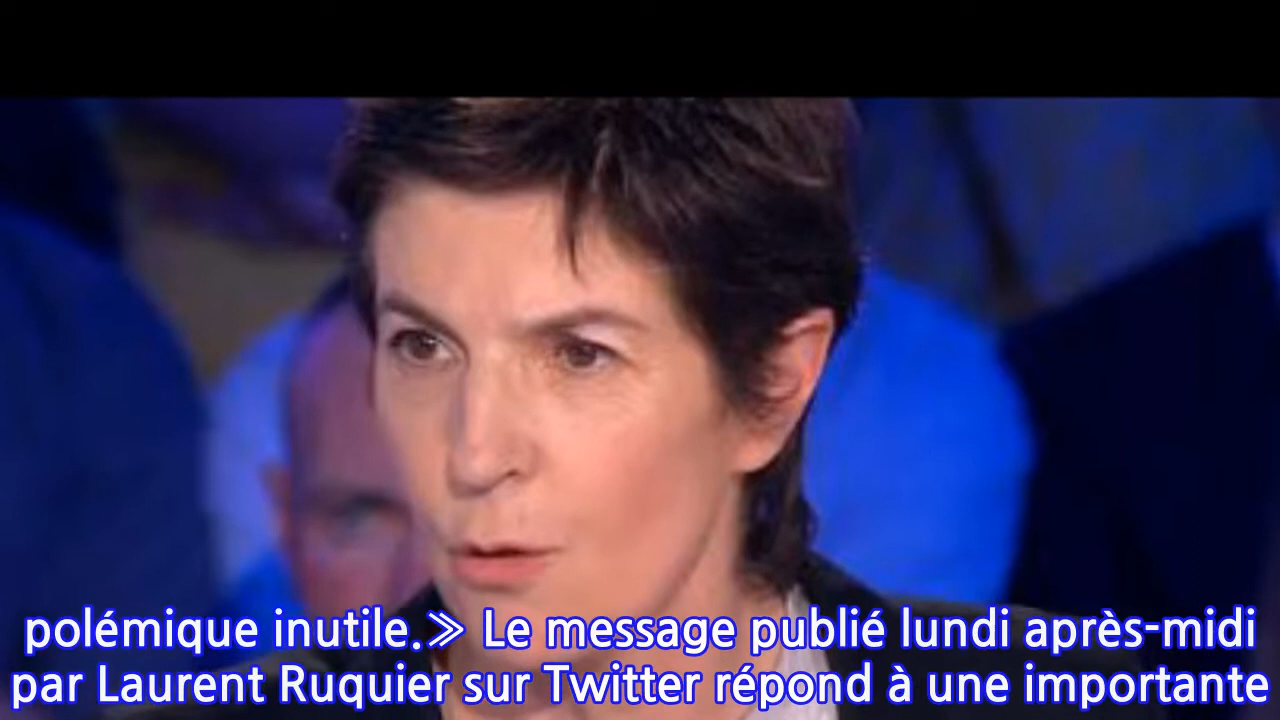 polémique inutile.≫ Le message publié lundi après-midi
par Laurent Ruquier sur Twitter répond à une importante